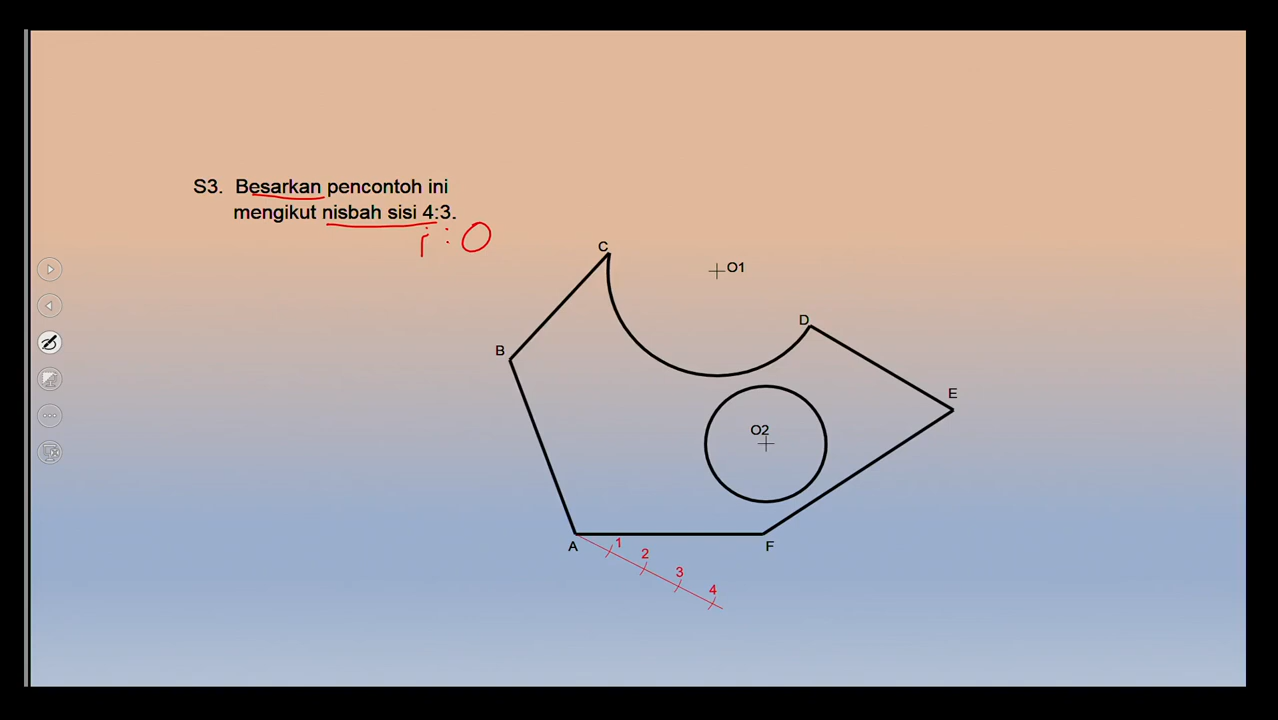 S3. Besarkan pencontoh ini
mengikut nisbah sisi 4:3.
i : O
C
O1
D
B
E
O2
A
F
1
2
3
4